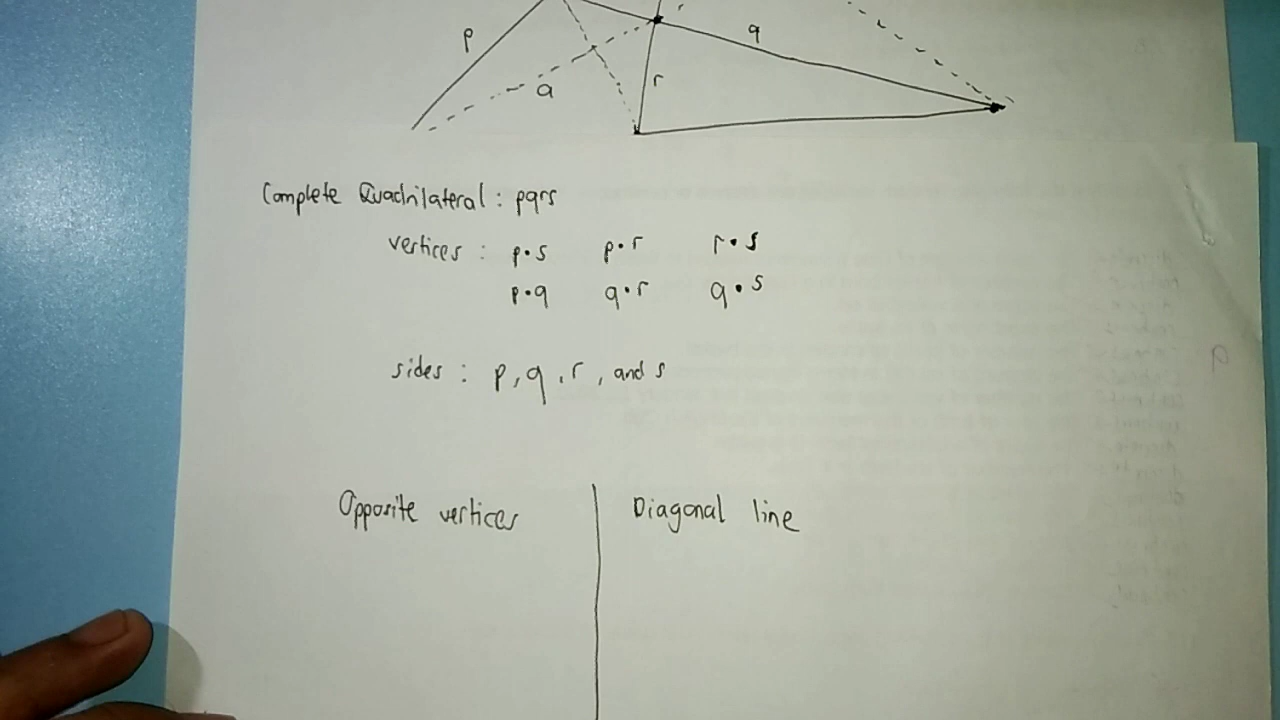 p
q
a
r
Complete Quadrilateral : pqrs
vertices : p•s p•r r•s
p•q q•r q•s
sides : p, q, r, and s
Opposite vertices
Diagonal line